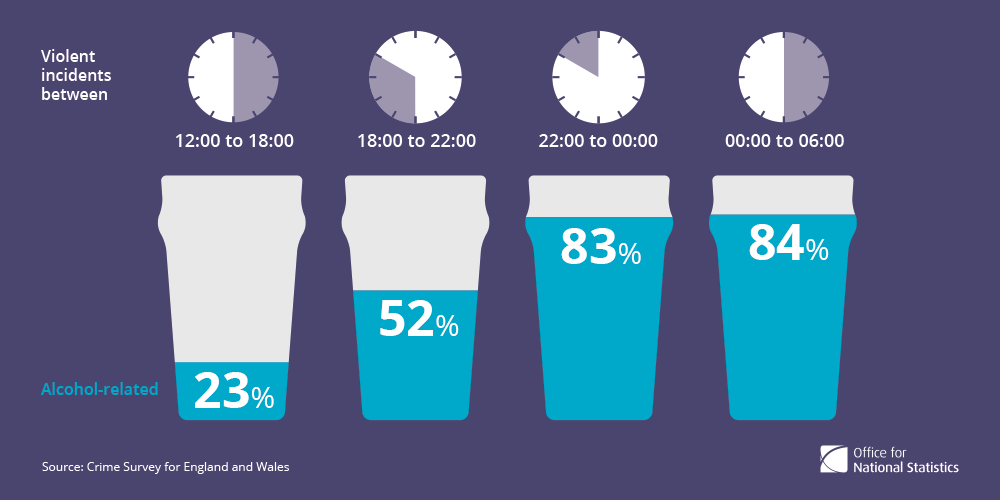 Violent
incidents
between
12:00 to 18:00
18:00 to 22:00
22:00 to 00:00
00:00 to 06:00
Alcohol-related
23%
52%
83%
84%
Source: Crime Survey for England and Wales
Office for
National Statistics